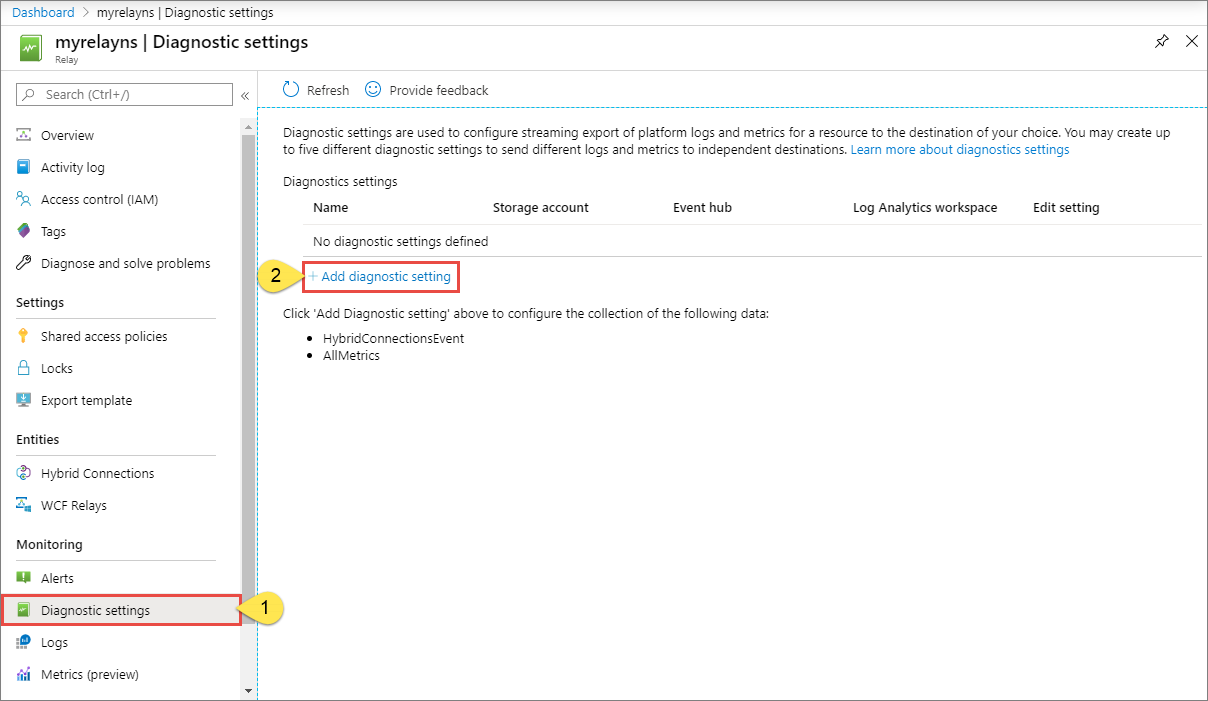 Dashboard > myrelayns | Diagnostic settings
myrelayns | Diagnostic settings
Relay
Search (Ctrl+/)
«
Overview
Activity log
Access control (IAM)
Tags
Diagnose and solve problems
Settings
Shared access policies
Locks
Export template
Entities
Hybrid Connections
WCF Relays
Monitoring
Alerts
Diagnostic settings
1
Logs
Metrics (preview)
Refresh
Provide feedback
Diagnostic settings are used to configure streaming export of platform logs and metrics for a resource to the destination of your choice. You may create up
to five different diagnostic settings to send different logs and metrics to independent destinations. Learn more about diagnostics settings
Diagnostics settings
Name Storage account Event hub Log Analytics workspace Edit setting
No diagnostic settings defined
2
+ Add diagnostic setting
Click 'Add Diagnostic setting' above to configure the collection of the following data:
• HybridConnectionsEvent
• AllMetrics